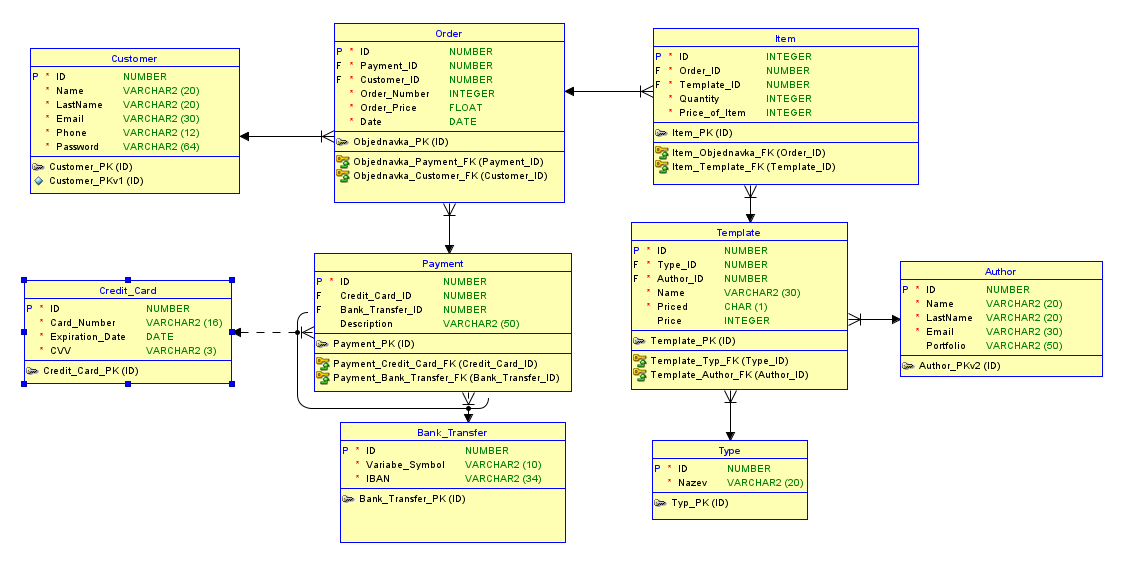 Customer
P * ID NUMBER
* Name VARCHAR2 (20)
* LastName VARCHAR2 (20)
* Email VARCHAR2 (30)
* Phone VARCHAR2 (12)
* Password VARCHAR2 (64)
Customer_PK (ID)
Customer_PKv1 (ID)
Order
P * ID NUMBER
F * Payment_ID NUMBER
F * Customer_ID NUMBER
* Order_Number INTEGER
* Order_Price FLOAT
* Date DATE
Objednavka_PK (ID)
Objednavka_Payment_FK (Payment_ID)
Objednavka_Customer_FK (Customer_ID)
Item
P * ID INTEGER
F * Order_ID NUMBER
F * Template_ID NUMBER
* Quantity INTEGER
* Price_of_Item INTEGER
Item_PK (ID)
Item_Objednavka_FK (Order_ID)
Item_Template_FK (Template_ID)
Credit_Card
P * ID NUMBER
* Card_Number VARCHAR2 (16)
* Expiration_Date DATE
* CVV VARCHAR2 (3)
Credit_Card_PK (ID)
Payment
P * ID NUMBER
F Credit_Card_ID NUMBER
F Bank_Transfer_ID NUMBER
Description VARCHAR2 (50)
Payment_PK (ID)
Payment_Credit_Card_FK (Credit_Card_ID)
Payment_Bank_Transfer_FK (Bank_Transfer_ID)
Template
P * ID NUMBER
F * Type_ID NUMBER
F * Author_ID NUMBER
* Name VARCHAR2 (30)
* Priced CHAR (1)
Price INTEGER
Template_PK (ID)
Template_Typ_FK (Type_ID)
Template_Author_FK (Author_ID)
Author
P * ID NUMBER
* Name VARCHAR2 (20)
* LastName VARCHAR2 (20)
* Email VARCHAR2 (30)
Portfolio VARCHAR2 (50)
Author_PKv2 (ID)
Bank_Transfer
P * ID NUMBER
* Variabe_Symbol VARCHAR2 (10)
* IBAN VARCHAR2 (34)
Bank_Transfer_PK (ID)
Type
P * ID NUMBER
* Nazev VARCHAR2 (20)
Typ_PK (ID)